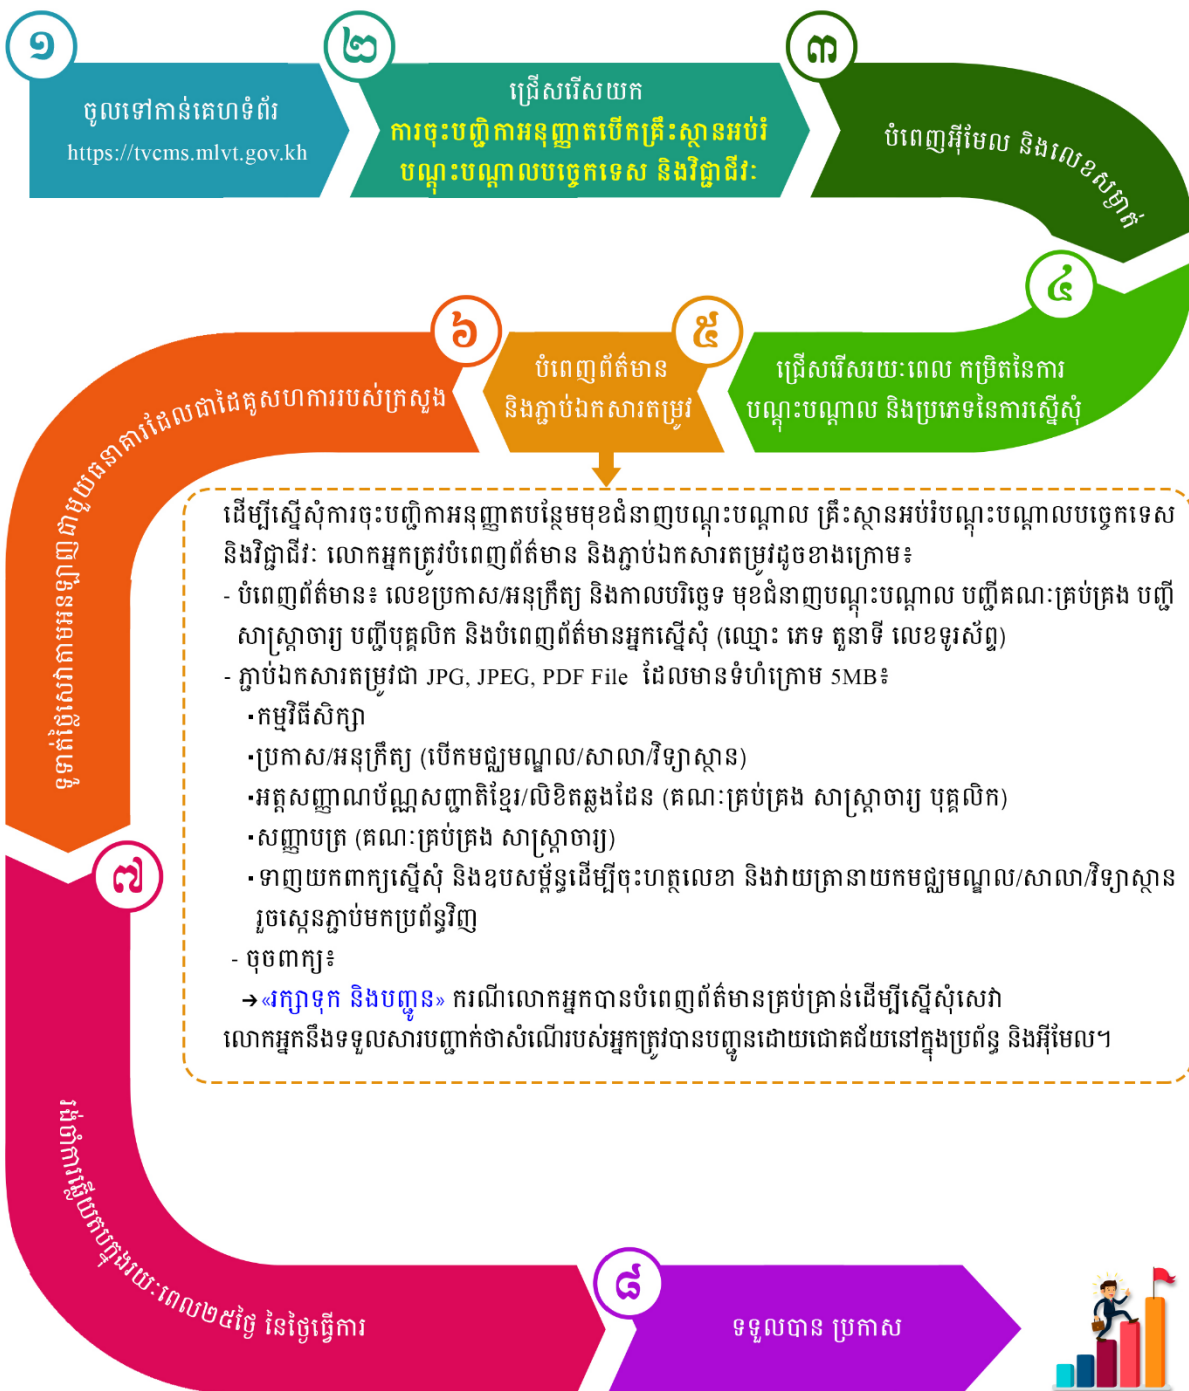 ១
ចូលទៅកាន់គេហទំព័រ
https://tvcms.mlvt.gov.kh
២
ជ្រើសរើសយក
ការចុះបញ្ជិកាអនុញ្ញាតបើកគ្រឹះស្ថានអប់រំ
បណ្តុះបណ្តាលបច្ចេកទេស និងវិជ្ជាជីវៈ
៣
បំពេញអ៊ីមែល និងលេខសម្ងាត់
៤
ជ្រើសរើសរយៈពេល កម្រិតនៃការ
បណ្តុះបណ្តាល និងប្រភេទនៃការស្នើសុំ
៥
បំពេញព័ត៌មាន
និងភ្ជាប់ឯកសារតម្រូវ
៦
ទូទាត់ថ្លៃសេវាតាមអនឡាញជាមួយធនាគារដែលជាដៃគូសហការរបស់ក្រសួង
ដើម្បីស្នើសុំការចុះបញ្ជិកាអនុញ្ញាតបន្ថែមមុខជំនាញបណ្តុះបណ្តាល គ្រឹះស្ថានអប់រំបណ្តុះបណ្តាលបច្ចេកទេស
និងវិជ្ជាជីវៈ លោកអ្នកត្រូវបំពេញព័ត៌មាន និងភ្ជាប់ឯកសារតម្រូវដូចខាងក្រោម៖
- បំពេញព័ត៌មាន៖ លេខប្រកាស/អនុក្រឹត្យ និងកាលបរិច្ឆេទ មុខជំនាញបណ្តុះបណ្តាល បញ្ជីគណៈគ្រប់គ្រង បញ្ជី
សាស្ត្រាចារ្យ បញ្ជីបុគ្គលិក និងបំពេញព័ត៌មានអ្នកស្នើសុំ (ឈ្មោះ ភេទ តួនាទី លេខទូរស័ព្ទ)
- ភ្ជាប់ឯកសារតម្រូវជា JPG, JPEG, PDF File ដែលមានទំហំក្រោម 5MB៖
▪កម្មវិធីសិក្សា
▪ប្រកាស/អនុក្រឹត្យ (បើកមជ្ឈមណ្ឌល/សាលា/វិទ្យាស្ថាន)
▪អត្តសញ្ញាណប័ណ្ណសញ្ជាតិខ្មែរ/លិខិតឆ្លងដែន (គណៈគ្រប់គ្រង សាស្ត្រាចារ្យ បុគ្គលិក)
▪សញ្ញាបត្រ (គណៈគ្រប់គ្រង សាស្ត្រាចារ្យ)
▪ទាញយកពាក្យស្នើសុំ និងឧបសម្ព័ន្ធដើម្បីចុះហត្ថលេខា និងវាយត្រានាយកមជ្ឈមណ្ឌល/សាលា/វិទ្យាស្ថាន
រួចស្កេនភ្ជាប់មកប្រព័ន្ធវិញ
- ចុចពាក្យ៖
→«រក្សាទុក និងបញ្ជូន» ករណីលោកអ្នកបានបំពេញព័ត៌មានគ្រប់គ្រាន់ដើម្បីស្នើសុំសេវា
លោកអ្នកនឹងទទួលសារបញ្ជាក់ថាសំណើរបស់អ្នកត្រូវបានបញ្ជូនដោយជោគជ័យនៅក្នុងប្រព័ន្ធ និងអ៊ីមែល។
៧
រង់ចាំការឆ្លើយតបក្នុងរយៈពេល២៥ថ្ងៃ នៃថ្ងៃធ្វើការ
៨
ទទួលបាន ប្រកាស